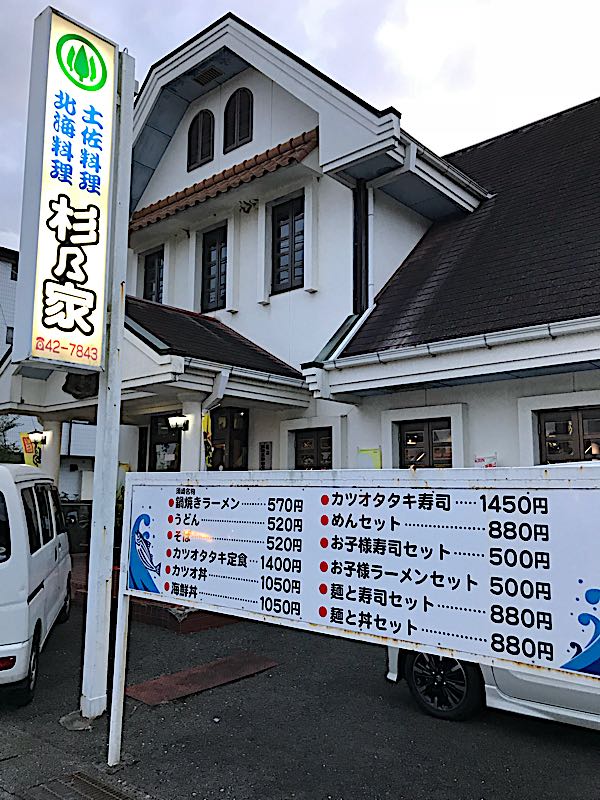 土佐料理
北海料理
杉乃家
☎42-7843
須崎名物
●鍋焼きラーメン………570円
●うどん………520円
●そば………520円
●カツオタタキ定食…1400円
●カツオ丼………1050円
●海鮮丼………1050円
●カツオタタキ寿司……1450円
●めんセット………880円
●お子様寿司セット……500円
●お子様ラーメンセット 500円
●麺と寿司セット………880円
●麺と丼セット………880円